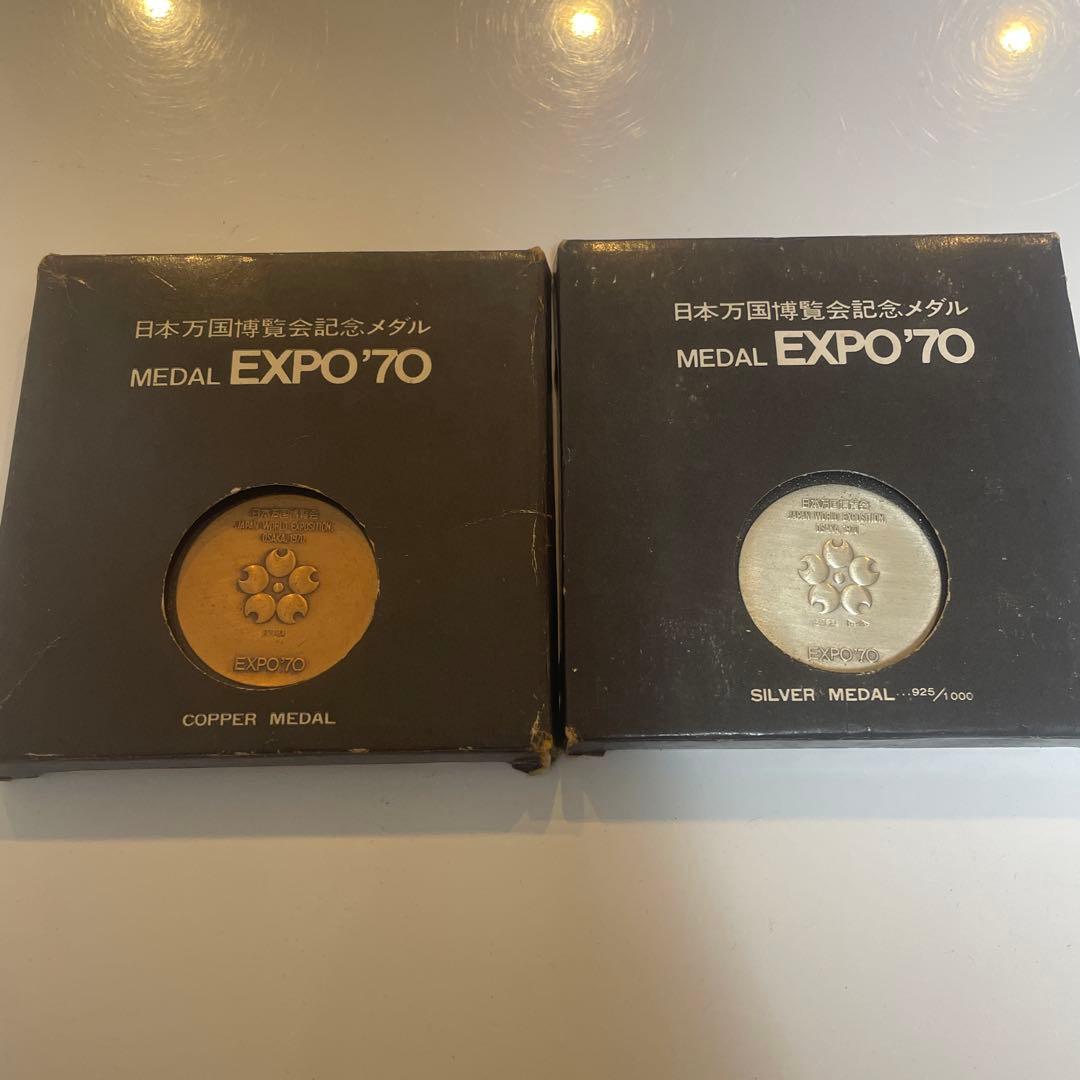 日本万国博覧会記念メダル
MEDAL EXPO'70
日本万国博覧会
JAPAN WORLD EXPOSITION,
OSAKA, 1970
EXPO'70
COPPER MEDAL
日本万国博覧会記念メダル
MEDAL EXPO'70
日本万国博覧会
JAPAN WORLD EXPOSITION,
OSAKA, 1970
EXPO'70
SILVER MEDAL...925/1000